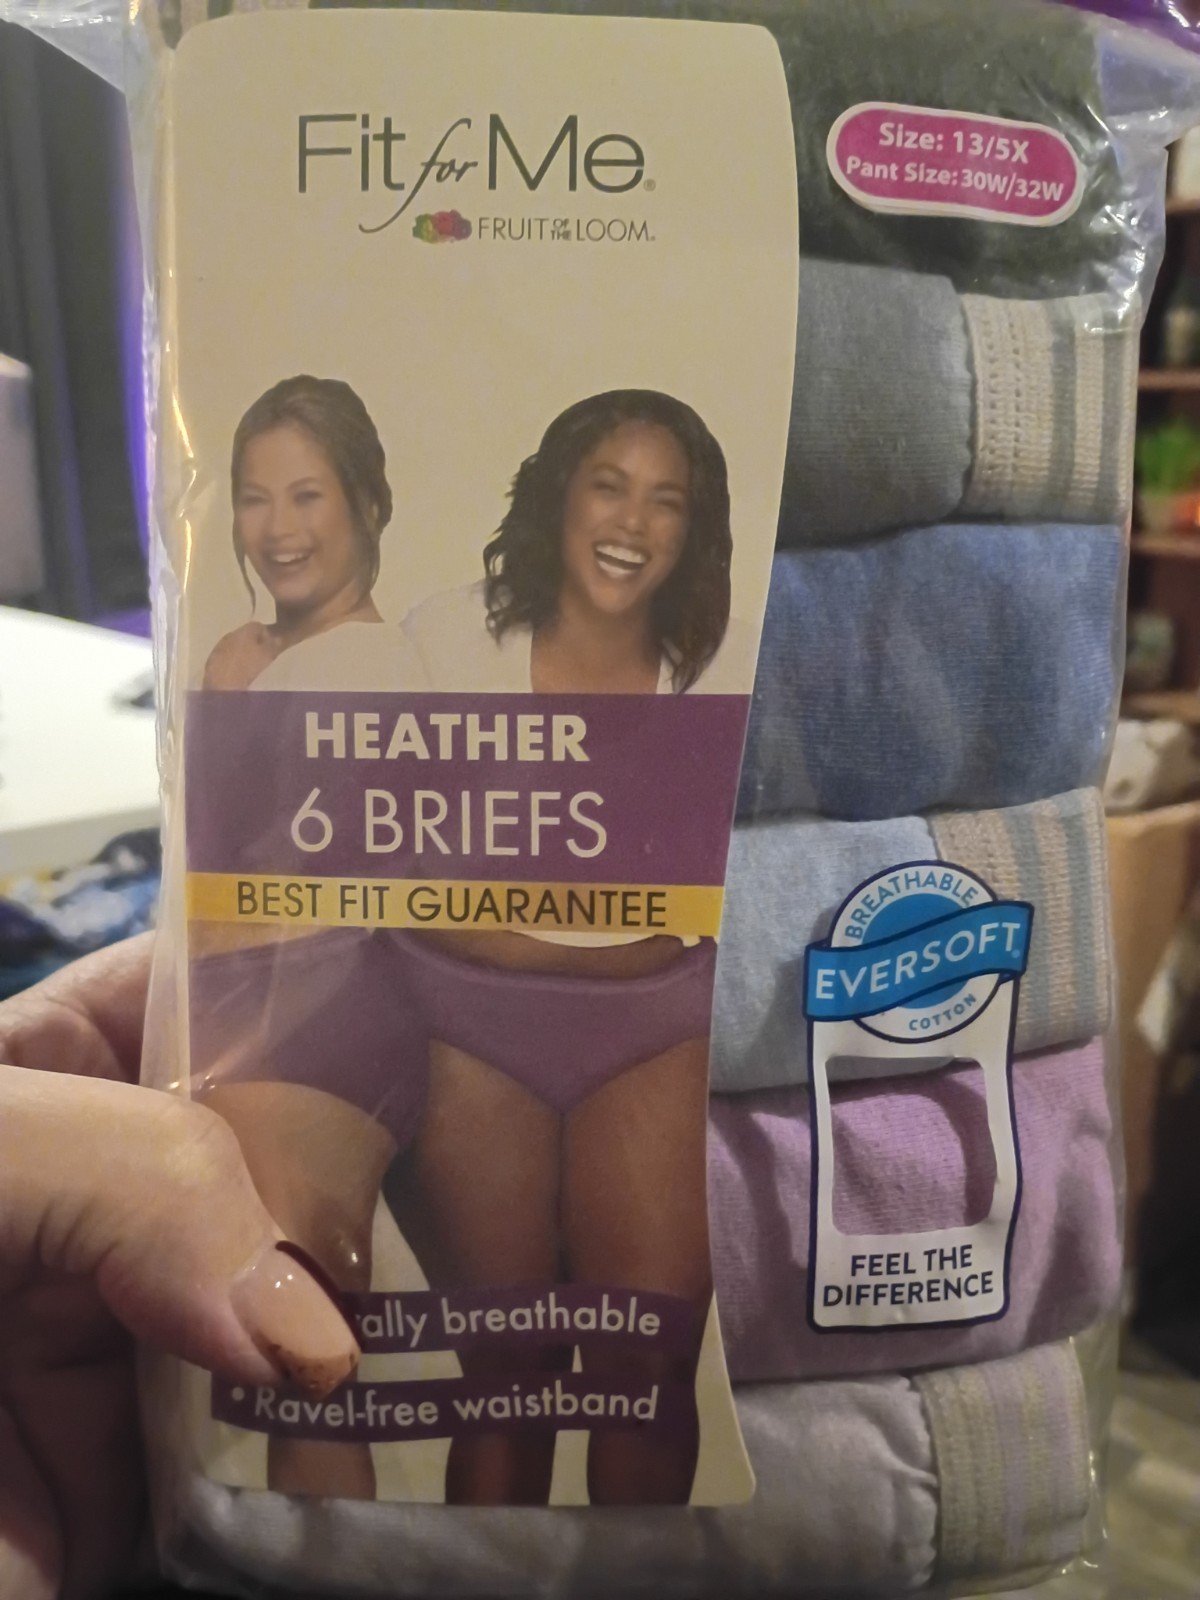 Fit for Me®
FRUIT OF THE LOOM®
Size: 13/5X
Pant Size: 30W/32W
HEATHER
6 BRIEFS
BEST FIT GUARANTEE
BREATHABLE
EVERSOFT®
COTTON
FEEL THE
DIFFERENCE
ally breathable
• Ravel-free waistband